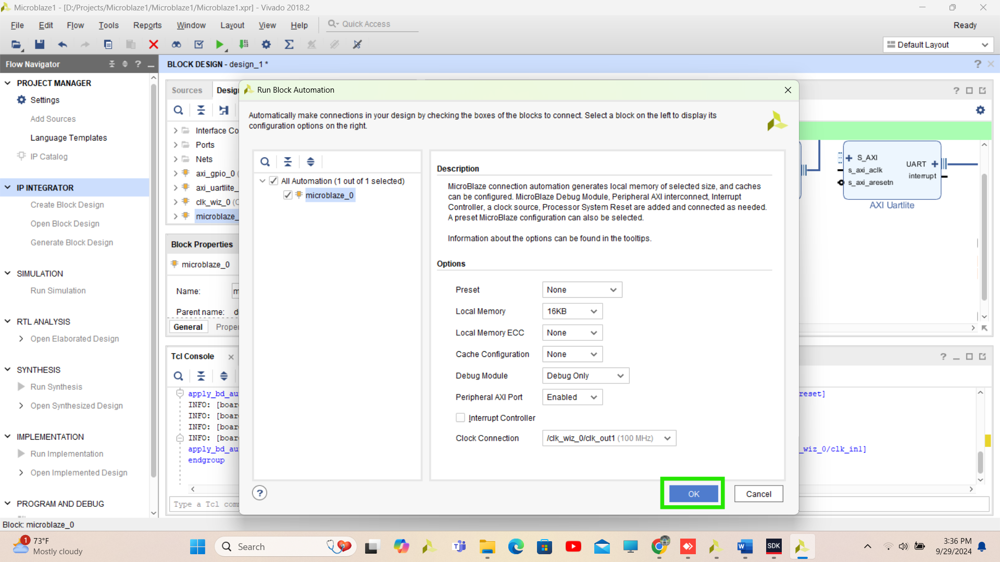 Microblaze1 - [D:/Projects/Microblaze1/Microblaze1/Microblaze1.xpr] - Vivado 2018.2
File Edit Flow Tools Reports Window Layout View Help Quick Access Ready
Default Layout
Flow Navigator
BLOCK DESIGN - design_1 *
PROJECT MANAGER
Settings
Add Sources
Language Templates
IP Catalog
IP INTEGRATOR
Create Block Design
Open Block Design
Generate Block Design
SIMULATION
Run Simulation
RTL ANALYSIS
Open Elaborated Design
SYNTHESIS
Run Synthesis
Open Synthesized Design
IMPLEMENTATION
Run Implementation
Open Implemented Design
PROGRAM AND DEBUG
Sources Desig
Interface Co
Ports
Nets
axi_gpio_0 (
axi_uartlite_
clk_wiz_0 (C
microblaze_
Block Properties
microblaze_0
Name: m
Parent name: d
General Proper
Tcl Console
apply_bd_au
INFO: [boar
INFO: [boar
INFO: [boar
INFO: [boar
apply_bd_au
endgroup
Type a Tcl com
Run Block Automation
Automatically make connections in your design by checking the boxes of the blocks to connect. Select a block on the left to display its
configuration options on the right.
All Automation (1 out of 1 selected)
microblaze_0
Description
MicroBlaze connection automation generates local memory of selected size, and caches
can be configured. MicroBlaze Debug Module, Peripheral AXI interconnect, Interrupt
Controller, a clock source, Processor System Reset are added and connected as needed.
A preset MicroBlaze configuration can also be selected.
Information about the options can be found in the tooltips.
Options
Preset None
Local Memory 16KB
Local Memory ECC None
Cache Configuration None
Debug Module Debug Only
Peripheral AXI Port Enabled
Interrupt Controller
Clock Connection /clk_wiz_0/clk_out1 (100 MHz)
OK Cancel
S_AXI
s_axi_aclk
s_axi_aresetn
UART
interrupt
AXI Uartlite
reset]
_wiz_0/clk_in1]
Block: microblaze_0
1
73°F
Mostly cloudy
Search
SDK
3:36 PM
9/29/2024